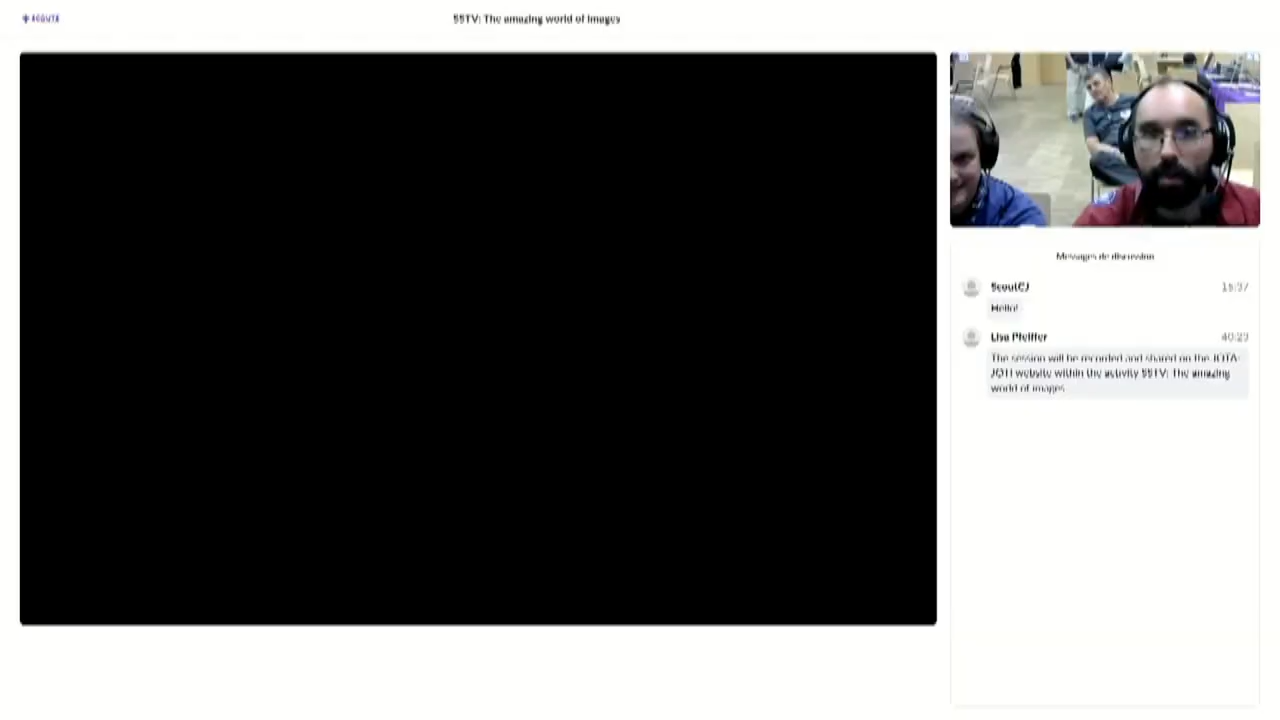 SCOUTS
SSTV: The amazing world of images
Messages de discussion
ScoutCJ
15:37
Hello!
Lisa Pfeiffer
40:23
The session will be recorded and shared on the JOTA-
JOTI website within the activity SSTV: The amazing
world of images